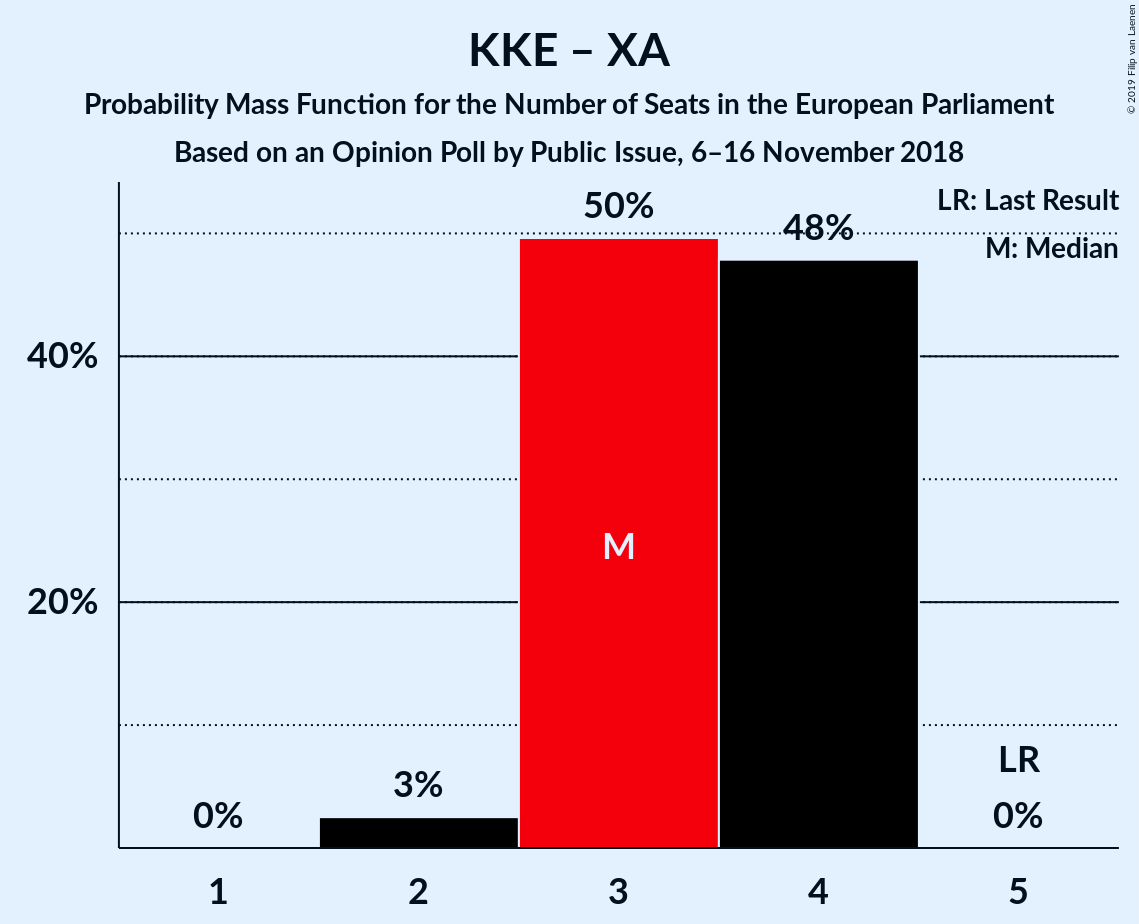 KKE – XA
Probability Mass Function for the Number of Seats in the European Parliament
Based on an Opinion Poll by Public Issue, 6–16 November 2018
© 2019 Filip van Laenen
LR: Last Result
M: Median
50%
48%
40%
20%
M
3%
0%
LR
0%
1
2
3
4
5